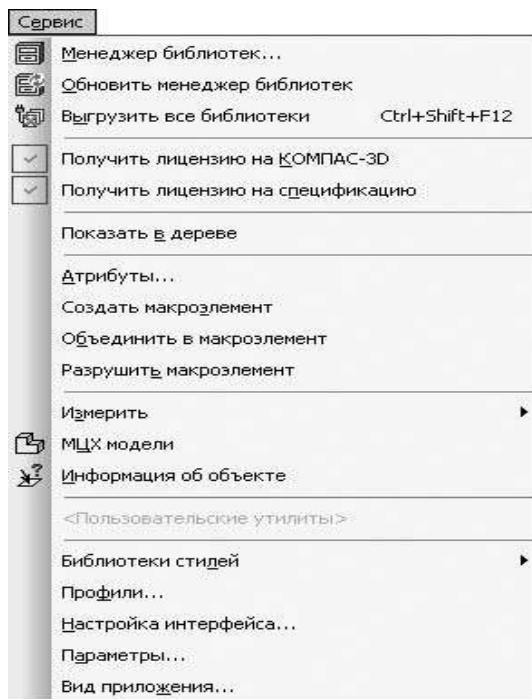 Сервис
Менеджер библиотек...
Обновить менеджер библиотек
Выгрузить все библиотеки Ctrl+Shift+F12
Получить лицензию на КОМПАС-3D
Получить лицензию на спецификацию
Показать в дереве
Атрибуты...
Создать макроэлемент
Объединить в макроэлемент
Разрушить макроэлемент
Измерить
МЦХ модели
Информация об объекте
<Пользовательские утилиты>
Библиотеки стилей
Профили...
Настройка интерфейса...
Параметры...
Вид приложения...